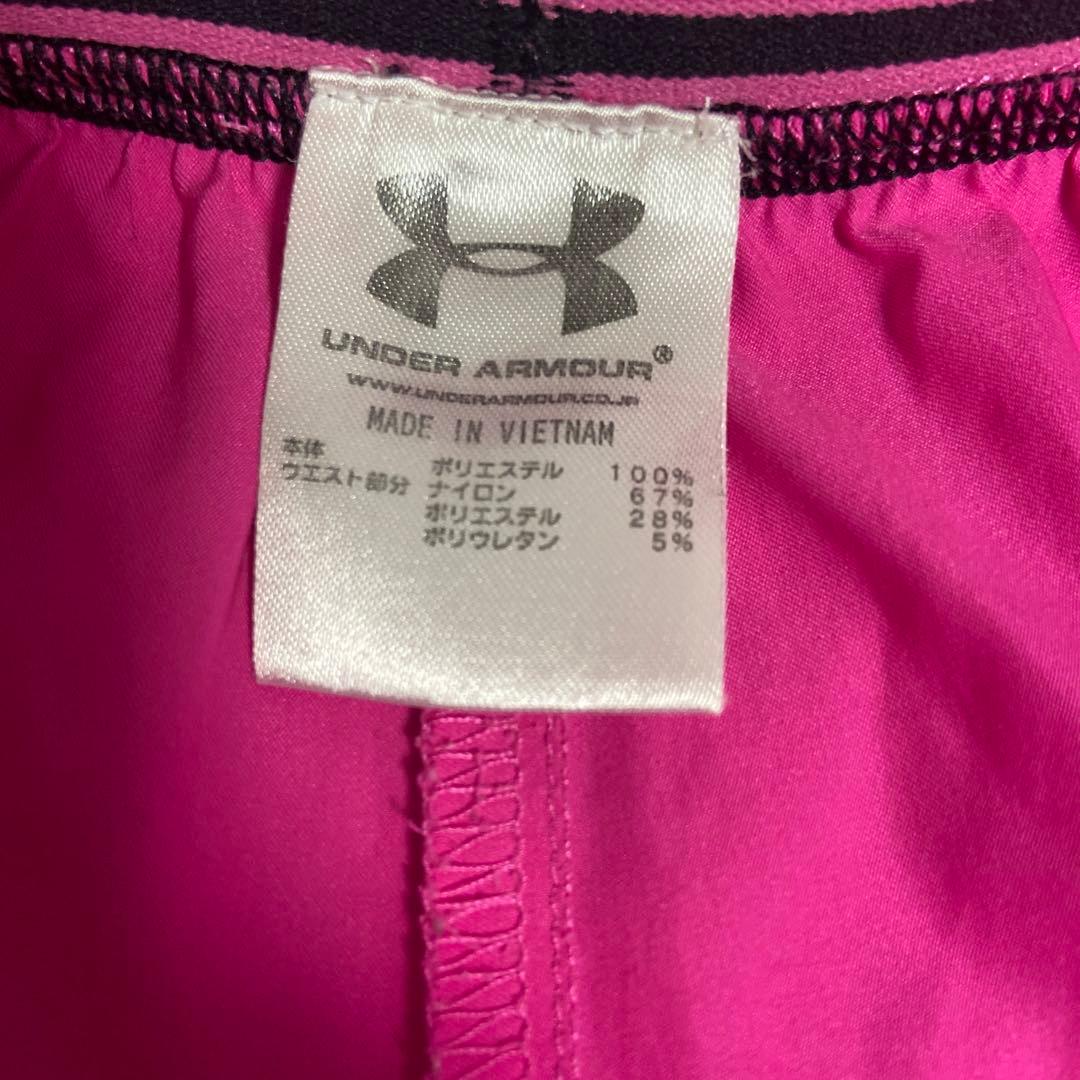 UNDER ARMOUR®
WWW.UNDERARMOUR.CO.JP
MADE IN VIETNAM
本体 ポリエステル 100%
ウエスト部分 ナイロン 67%
ポリエステル 28%
ポリウレタン 5%